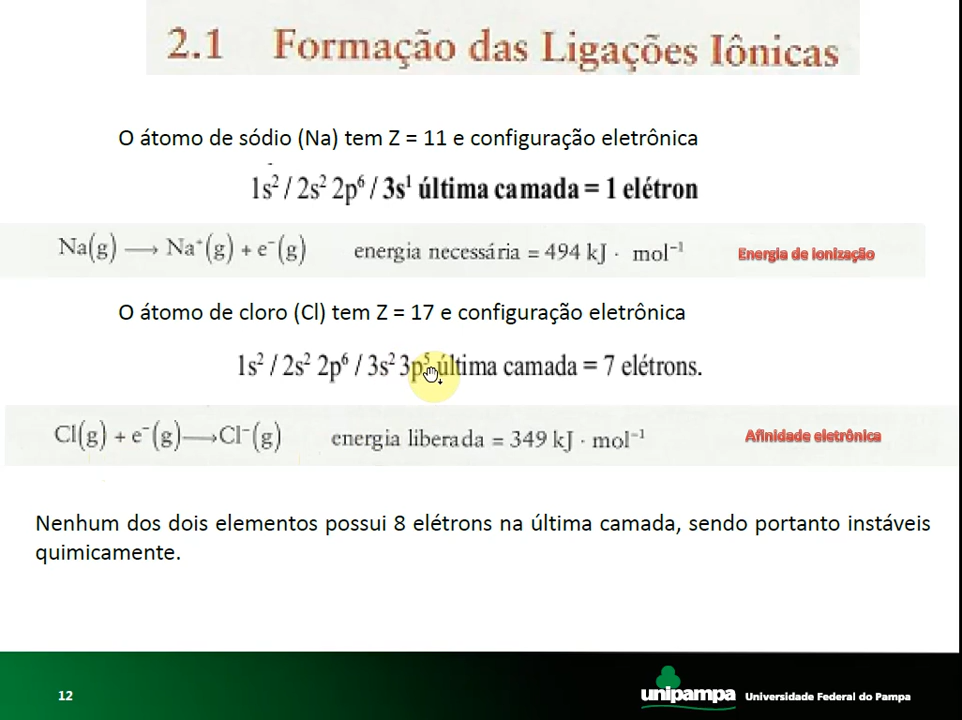 2.1 Formação das Ligações Iônicas
O átomo de sódio (Na) tem Z = 11 e configuração eletrônica
1s² / 2s² 2p⁶ / 3s¹ última camada = 1 elétron
Na(g) ⟶ Na⁺(g) + e⁻(g) energia necessária = 494 kJ · mol⁻¹ Energia de Ionização
O átomo de cloro (Cl) tem Z = 17 e configuração eletrônica
1s² / 2s² 2p⁶ / 3s² 3p⁵ última camada = 7 elétrons.
Cl(g) + e⁻(g) ⟶ Cl⁻(g) energia liberada = 349 kJ · mol⁻¹ Afinidade eletrônica
Nenhum dos dois elementos possui 8 elétrons na última camada, sendo portanto instáveis
quimicamente.
12
unipampa Universidade Federal do Pampa